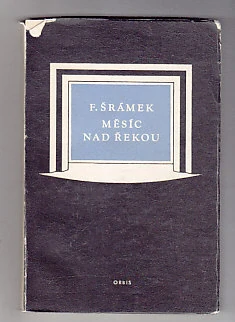 F. ŠRÁMEK
MĚSÍC
NAD ŘEKOU
ORBIS